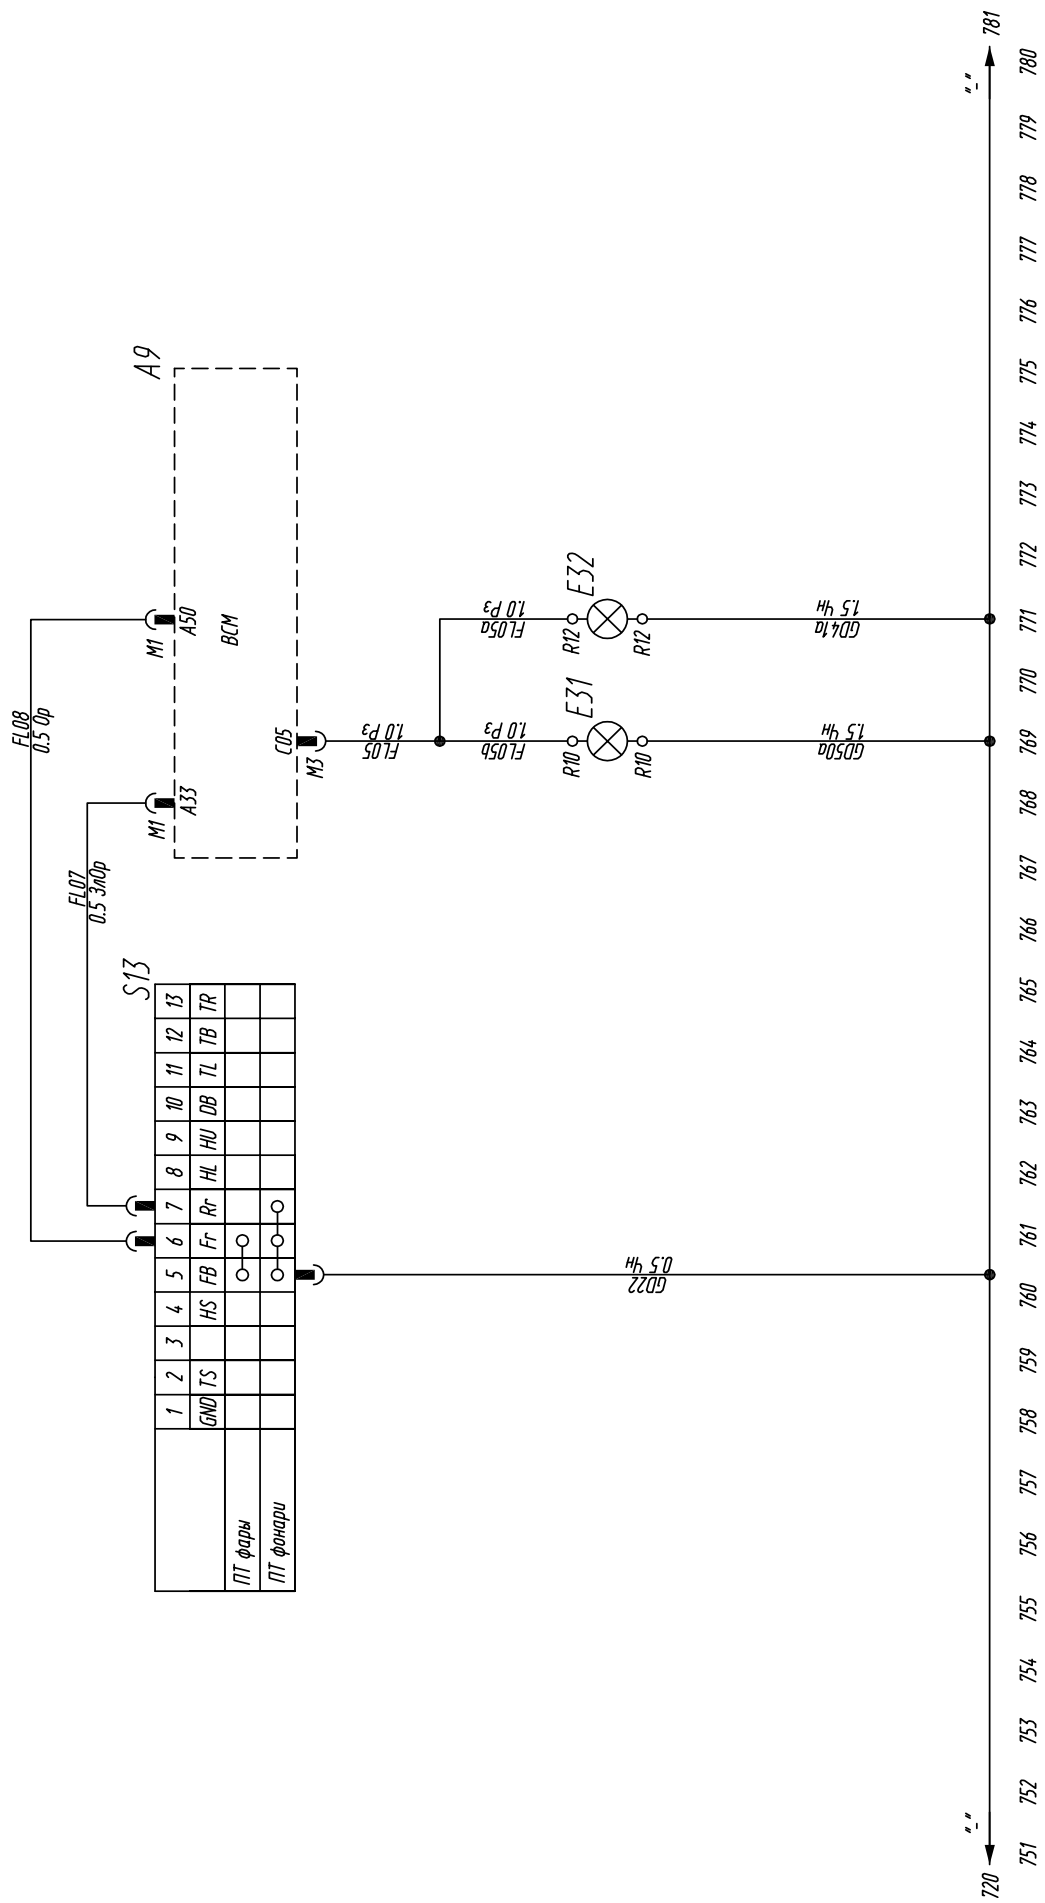 FL08
0.5 Ор
FL07
0.5 ЗлОр
S13
1 2 3 4 5 6 7 8 9 10 11 12 13
GND TS HS FB Fr Rr HL HU DB TL TB TR
ПТ фары
ПТ фонари
A9
M1
A33
M1
A50
BCM
C05
M3
FL05
1.0 Рз
FL05a
1.0 Рз
FL05b
1.0 Рз
R10
E31
R10
R12
E32
R12
GD22
0.5 Чн
GD50a
1.5 Чн
GD41a
1.5 Чн
"-"
"-"
720
781
751 752 753 754 755 756 757 758 759 760 761 762 763 764 765 766 767 768 769 770 771 772 773 774 775 776 777 778 779 780